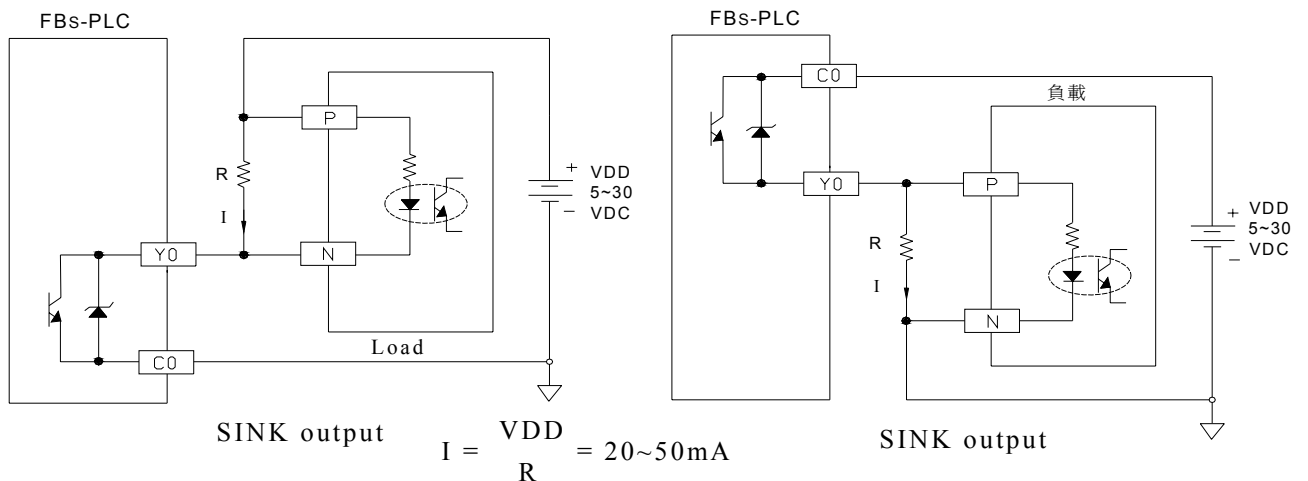 FBs-PLC
P
R
I
+
VDD
5~30
VDC
−
Y0
N
C0
Load
SINK output
FBs-PLC
C0
負載
P
Y0
R
I
+
VDD
5~30
VDC
−
N
SINK output
I = VDD / R = 20~50mA